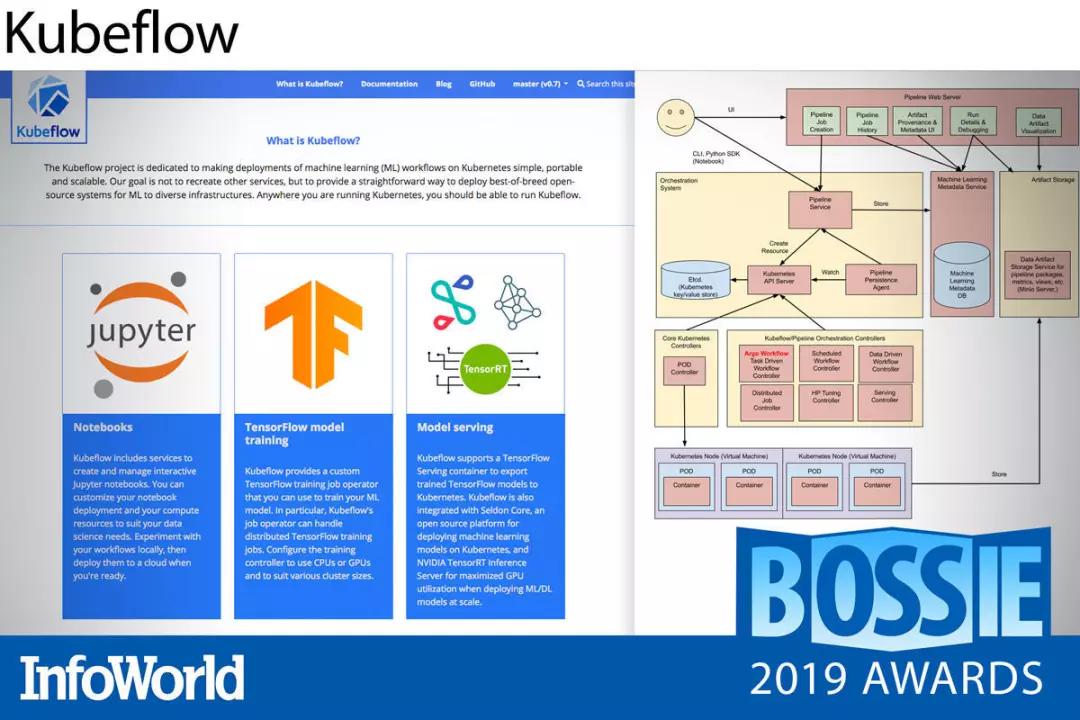 Kubeflow
Kubeflow
What is Kubeflow?
Documentation
Blog
GitHub
master (v0.7)
Search this site
What is Kubeflow?
The Kubeflow project is dedicated to making deployments of machine learning (ML) workflows on Kubernetes simple, portable
and scalable. Our goal is not to recreate other services, but to provide a straightforward way to deploy best-of-breed open-
source systems for ML to diverse infrastructures. Anywhere you are running Kubernetes, you should be able to run Kubeflow.
jupyter
Notebooks
Kubeflow includes services to
create and manage interactive
Jupyter notebooks. You can
customize your notebook
deployment and your compute
resources to suit your data
science needs. Experiment with
your workflows locally, then
deploy them to a cloud when
you're ready.
TensorFlow model
training
Kubeflow provides a custom
TensorFlow training job operator
that you can use to train your ML
model. In particular, Kubeflow's
job operator can handle
distributed TensorFlow training
jobs. Configure the training
controller to use CPUs or GPUs
and to suit various cluster sizes.
TensorRT
Model serving
Kubeflow supports a TensorFlow
Serving container to export
trained TensorFlow models to
Kubernetes. Kubeflow is also
integrated with Seldon Core, an
open source platform for
deploying machine learning
models on Kubernetes, and
NVIDIA TensorRT Inference
Server for maximized GPU
utilization when deploying ML/DL
models at scale.
UI
CLI, Python SDK
(Notebook)
Pipeline Web Server
Pipeline
Job
Creation
Pipeline
Job
History
Artifact
Provenance &
Metadata UI
Run
Details &
Debugging
Data
Artifact
Visualization
Orchestration
System
Pipeline
Service
Store
Create
Resource
Etcd.
(Kubernetes
key/value store)
Kubernetes
API Server
Watch
Pipeline
Persistence
Agent
Machine Learning
Metadata Service
Machine
Learning
Metadata
DB
Artifact Storage
Data Artifact
Storage Service for
pipeline packages,
metrics, views, etc.
(Minio Server,)
Core Kubernetes
Controllers
POD
Controller
Kubeflow/Pipeline Orchestration Controllers
Argo Workflow
Task Driven
Workflow
Controller
Scheduled
Workflow
Controller
Data Driven
Workflow
Controller
Distributed
Job
Controller
HP Tuning
Controller
Serving
Controller
Kubernetes Node (Virtual Machine)
POD
Container
POD
Container
Kubernetes Node (Virtual Machine)
POD
Container
POD
Container
Store
BOSSIE
2019 AWARDS
InfoWorld